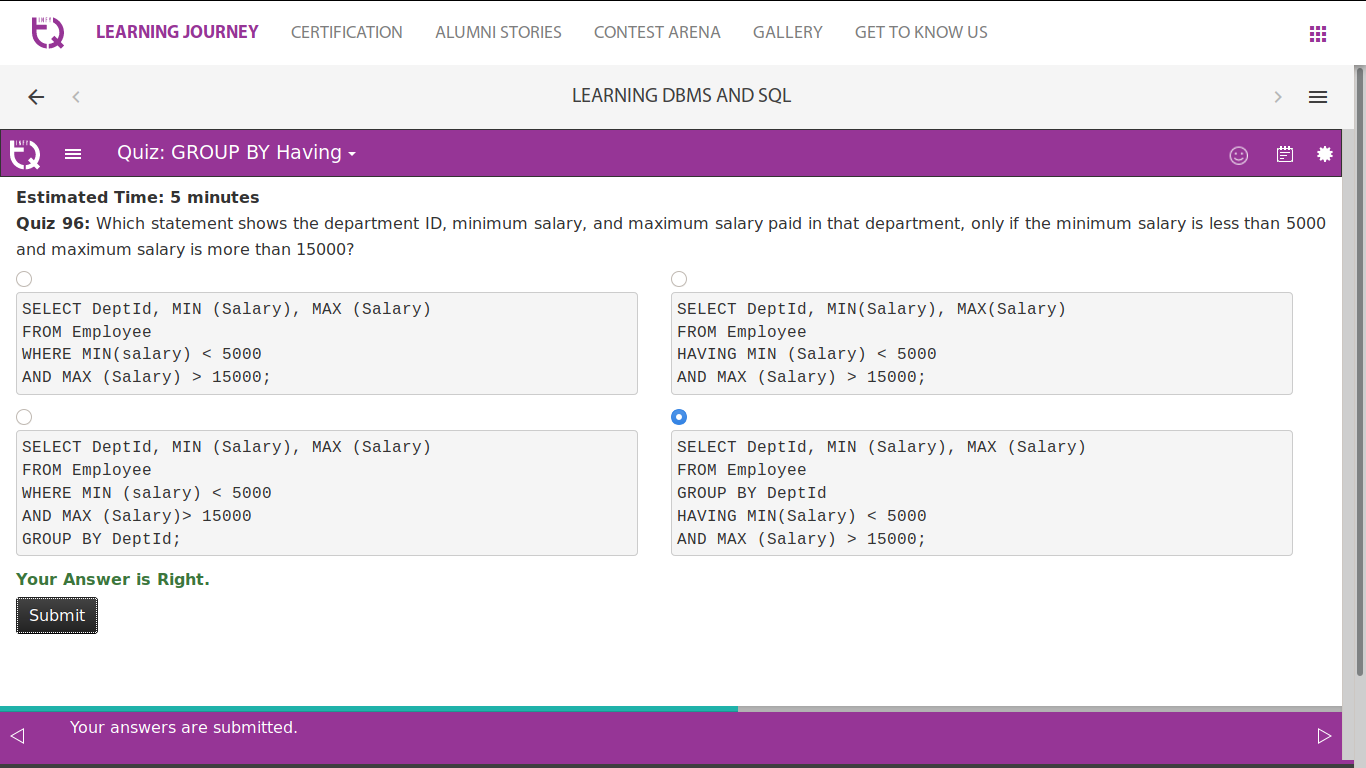 INFY
TQ
LEARNING JOURNEY
CERTIFICATION
ALUMNI STORIES
CONTEST ARENA
GALLERY
GET TO KNOW US
LEARNING DBMS AND SQL
INFY
TQ
Quiz: GROUP BY Having
Estimated Time: 5 minutes
Quiz 96: Which statement shows the department ID, minimum salary, and maximum salary paid in that department, only if the minimum salary is less than 5000
and maximum salary is more than 15000?
SELECT DeptId, MIN (Salary), MAX (Salary)
FROM Employee
WHERE MIN(salary) < 5000
AND MAX (Salary) > 15000;
SELECT DeptId, MIN(Salary), MAX(Salary)
FROM Employee
HAVING MIN (Salary) < 5000
AND MAX (Salary) > 15000;
SELECT DeptId, MIN (Salary), MAX (Salary)
FROM Employee
WHERE MIN (salary) < 5000
AND MAX (Salary)> 15000
GROUP BY DeptId;
SELECT DeptId, MIN (Salary), MAX (Salary)
FROM Employee
GROUP BY DeptId
HAVING MIN(Salary) < 5000
AND MAX (Salary) > 15000;
Your Answer is Right.
Submit
Your answers are submitted.